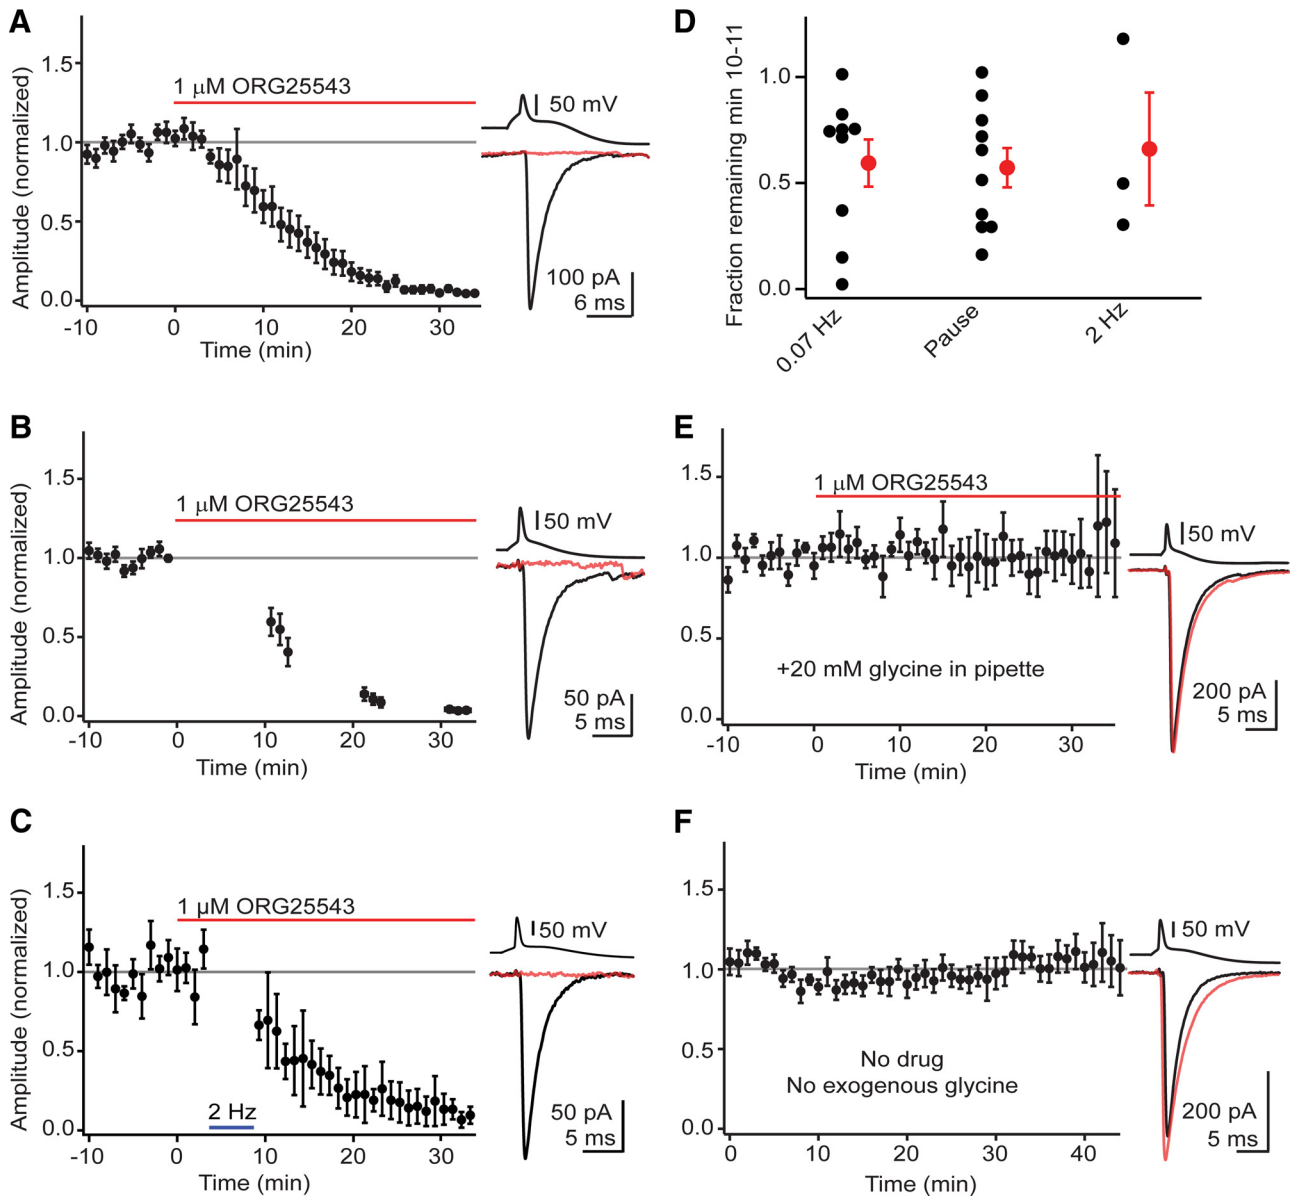 A
Amplitude (normalized)
1.5
1.0
0.5
0.0
1 μM ORG25543
-10
0
10
20
30
Time (min)
50 mV
100 pA
6 ms
D
Fraction remaining min 10-11
1.0
0.5
0.0
0.07 Hz
Pause
2 Hz
B
Amplitude (normalized)
1.5
1.0
0.5
0.0
1 μM ORG25543
-10
0
10
20
30
Time (min)
50 mV
50 pA
5 ms
E
1.5
1.0
0.5
0.0
1 μM ORG25543
+20 mM glycine in pipette
-10
0
10
20
30
Time (min)
50 mV
200 pA
5 ms
C
Amplitude (normalized)
1.5
1.0
0.5
0.0
1 μM ORG25543
2 Hz
-10
0
10
20
30
Time (min)
50 mV
50 pA
5 ms
F
1.5
1.0
0.5
0.0
No drug
No exogenous glycine
0
10
20
30
40
Time (min)
50 mV
200 pA
5 ms